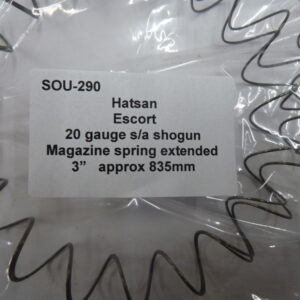 SOU-290
Hatsan
Escort
20 gauge s/a shogun
Magazine spring extended
3” approx 835mm